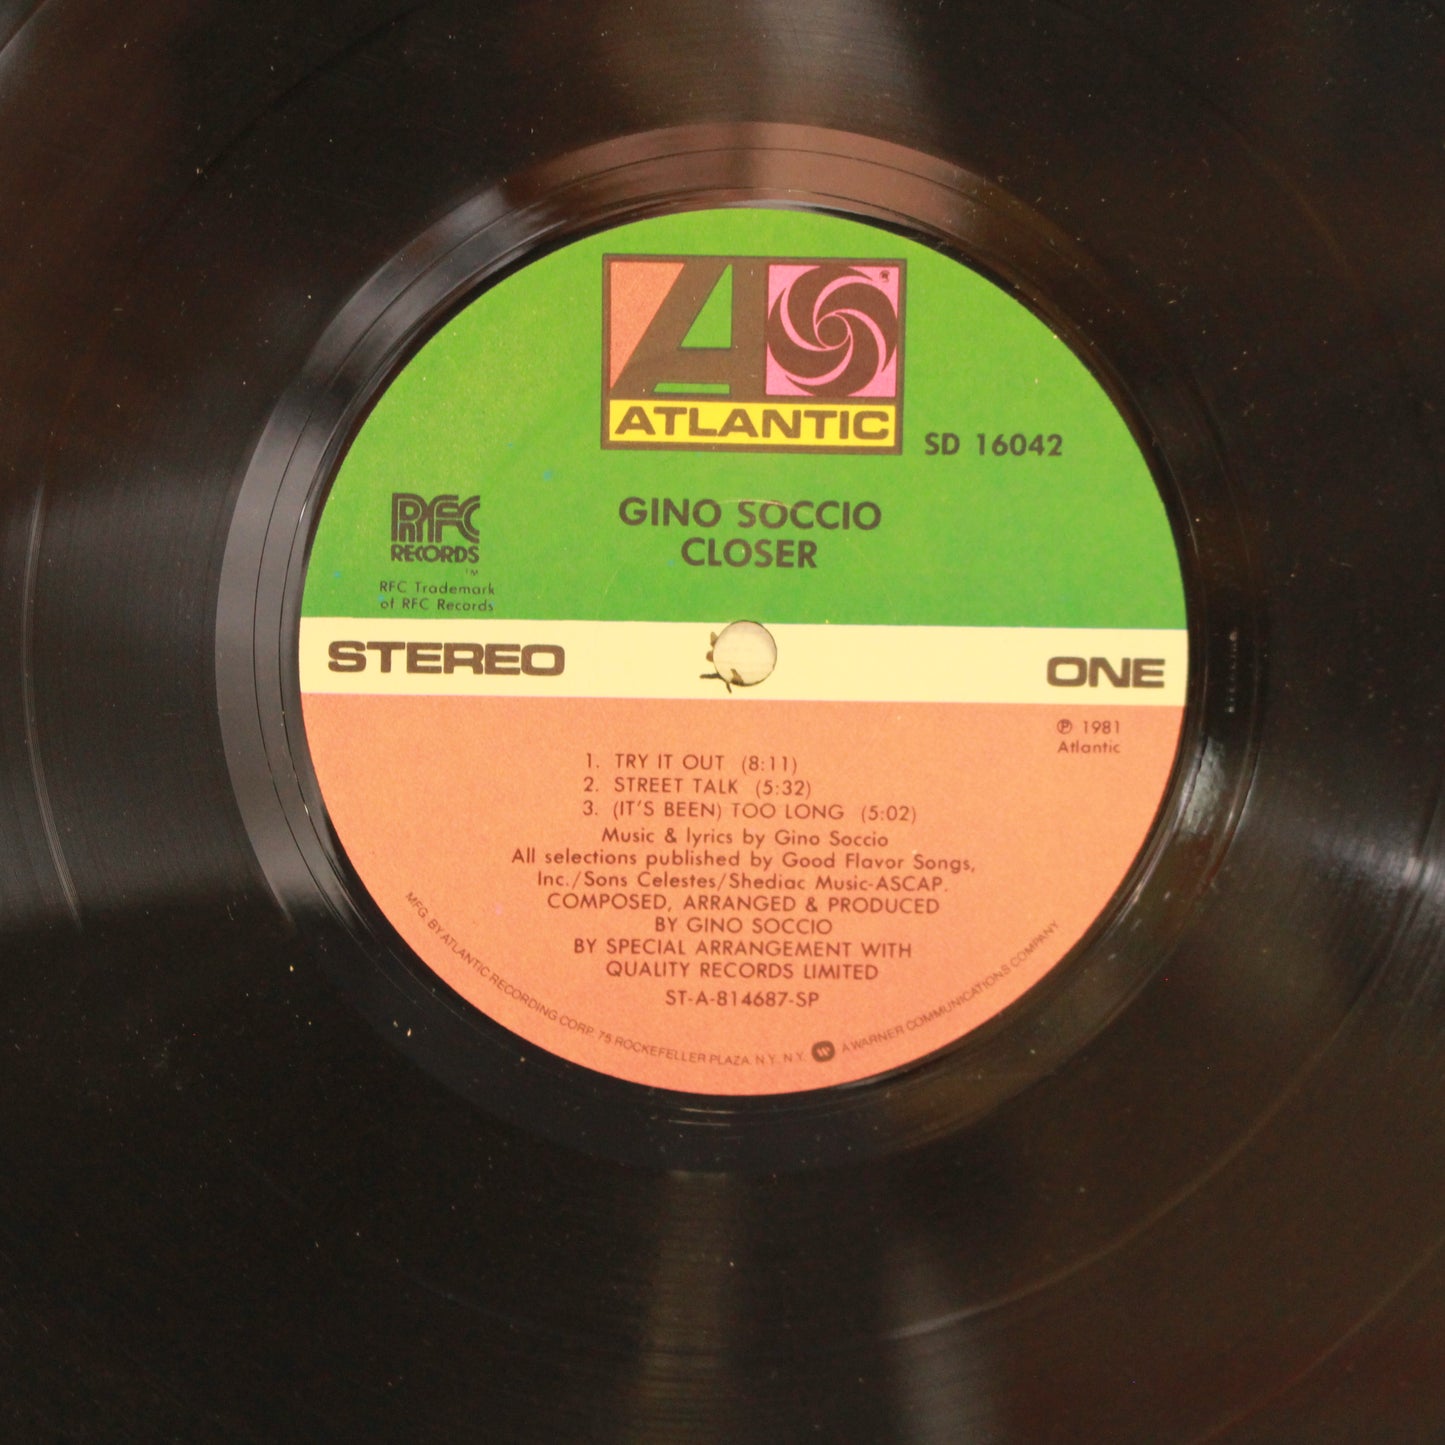 ATLANTIC
SD 16042
GINO SOCCIO
CLOSER
RFC
RECORDS
™
RFC Trademark
of RFC Records
STEREO
ONE
℗ 1981
Atlantic
1. TRY IT OUT (8:11)
2. STREET TALK (5:32)
3. (IT'S BEEN) TOO LONG (5:02)
Music & lyrics by Gino Soccio
All selections published by Good Flavor Songs,
Inc./Sons Celestes/Shediac Music-ASCAP.
COMPOSED, ARRANGED & PRODUCED
BY GINO SOCCIO
BY SPECIAL ARRANGEMENT WITH
QUALITY RECORDS LIMITED
ST-A-814687-SP
MFG. BY ATLANTIC RECORDING CORP. 75 ROCKEFELLER PLAZA N.Y. N.Y. A WARNER COMMUNICATIONS COMPANY